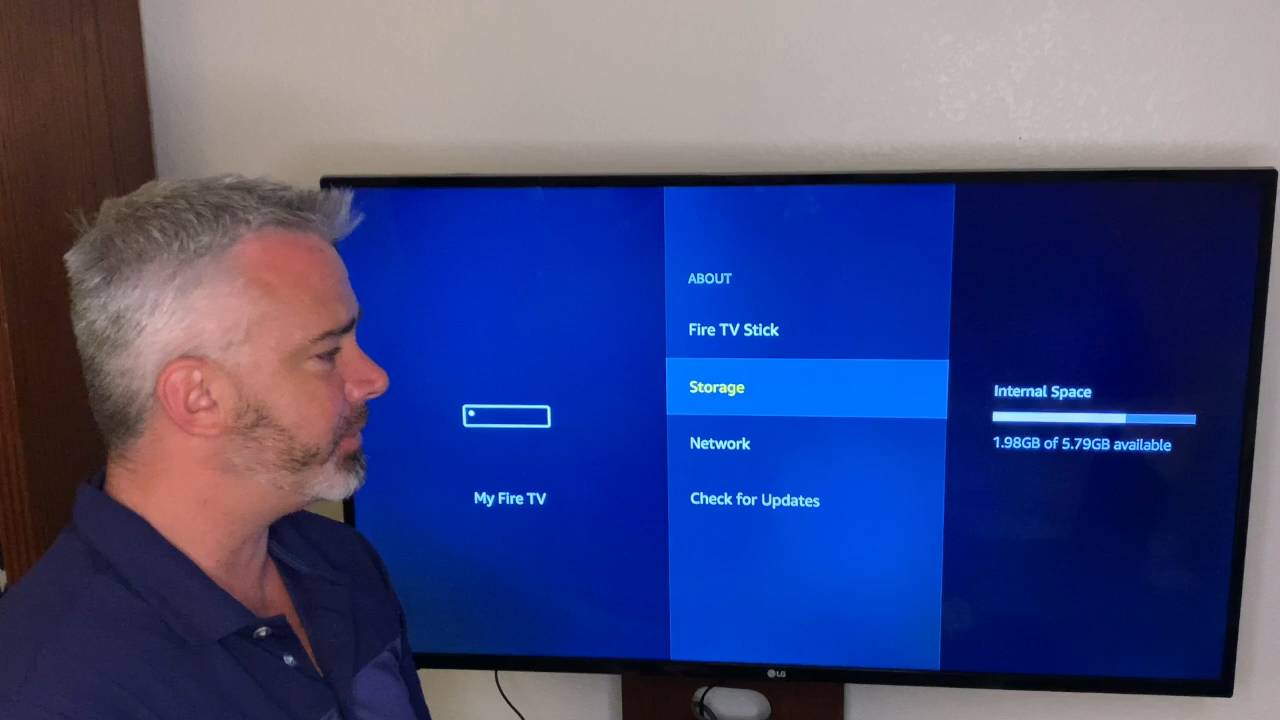 ABOUT
Fire TV Stick
Storage
Network
Check for Updates
My Fire TV
Internal Space
1.98GB of 5.79GB available
LG